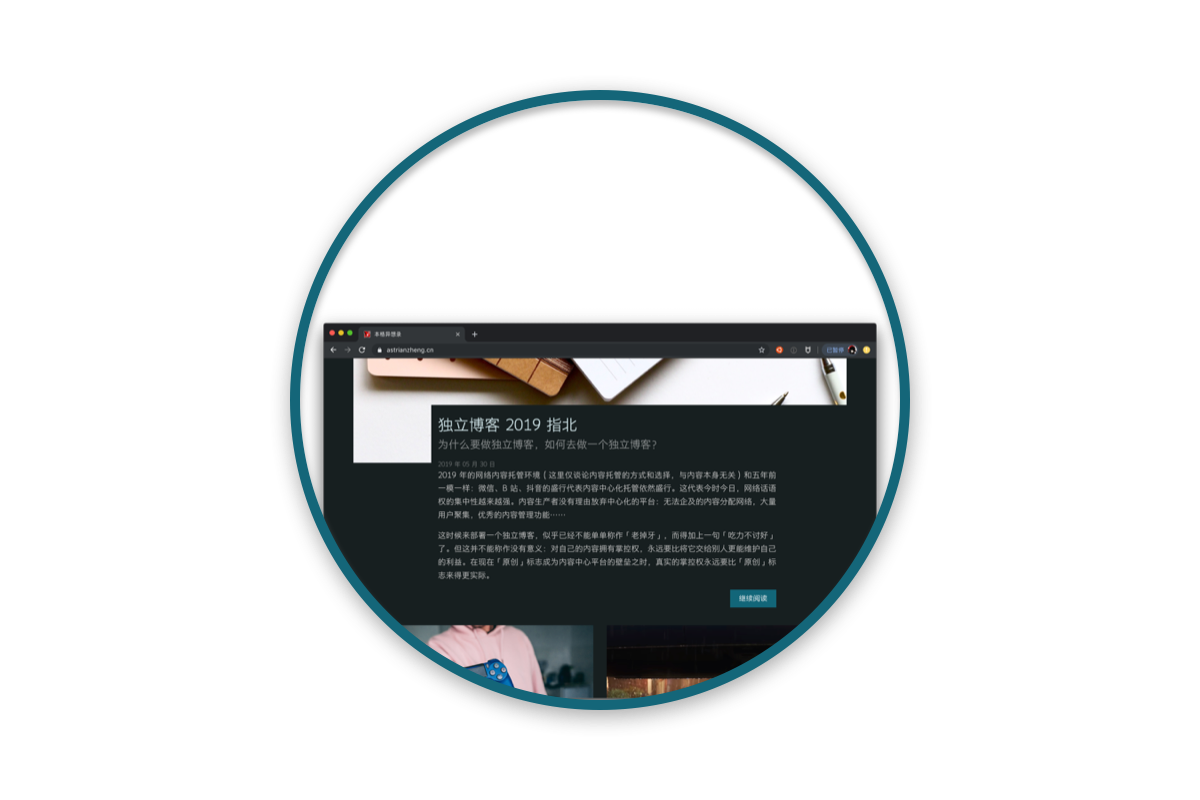 本格异想录
astrianzheng.cn
已暂停
独立博客 2019 指北
为什么要做独立博客，如何去做一个独立博客？
2019 年 05 月 30 日
2019 年的网络内容托管环境（这里仅谈论内容托管的方式和选择，与内容本身无关）和五年前
一模一样：微信、B 站、抖音的盛行代表内容中心化托管依然盛行。这代表今时今日，网络话语
权的集中性越来越强。内容生产者没有理由放弃中心化的平台：无法企及的内容分配网络，大量
用户聚集，优秀的内容管理功能……
这时候来部署一个独立博客，似乎已经不能单单称作「老掉牙」，而得加上一句「吃力不讨好」
了。但这并不能称作没有意义：对自己的内容拥有掌控权，永远要比将它交给别人更能维护自己
的利益。在现在「原创」标志成为内容中心平台的壁垒之时，真实的掌控权永远要比「原创」标
志来得更实际。
继续阅读